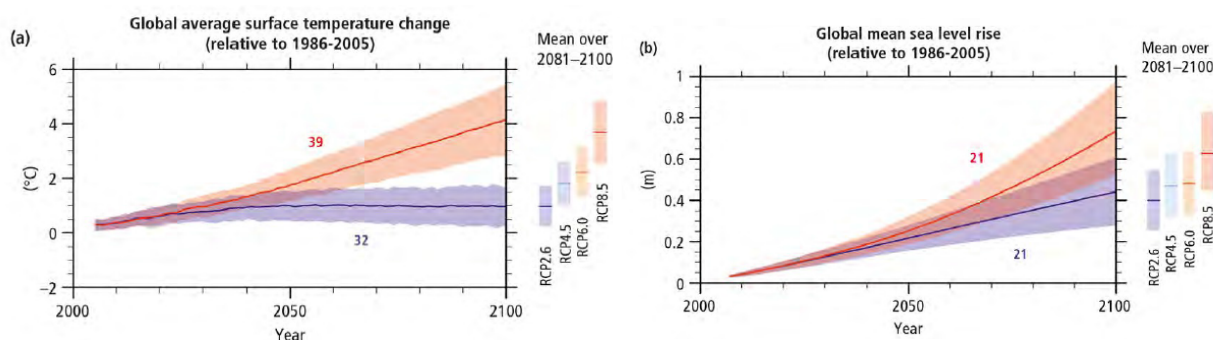 (a)
Global average surface temperature change
(relative to 1986-2005)
Mean over
2081–2100
6
4
2
0
−2
(°C)
39
32
2000
2050
2100
Year
RCP2.6
RCP4.5
RCP6.0
RCP8.5
(b)
Global mean sea level rise
(relative to 1986-2005)
Mean over
2081–2100
1
0.8
0.6
0.4
0.2
0
(m)
21
21
2000
2050
2100
Year
RCP2.6
RCP4.5
RCP6.0
RCP8.5